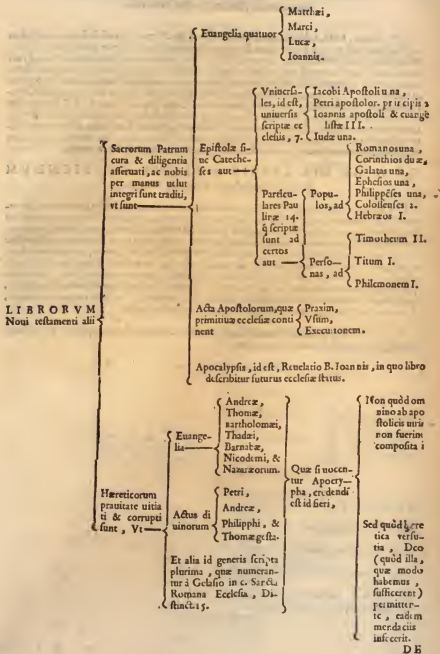 LIBRORVM
Noui testamenti alii
Sacrorum Patrum
cura & diligentia
asseruati, ac nobis
per manus uelut
integri sunt traditi,
vt sunt
Euangelia quatuor
Matthæi,
Marci,
Lucæ,
Ioannis.
Epistolæ si-
ue Cateche-
ses aut
Vniuersa-
les, id est,
uniuersis
scriptæ ec
clesiis, 7.
Iacobi Apostoli una,
Petri apostolor. principis 2
Ioannis apostoli & euange
listæ III.
Iudæ una.
Particu-
lares Pau
linæ 14.
q̃ scriptæ
sunt ad
certos
aut
Popu-
los, ad
Romanos una,
Corinthios duæ,
Galatas una,
Ephesios una,
Philippẽses una,
Colossenses 2.
Hebræos I.
Perso-
nas, ad
Timotheum II.
Titum I.
Philemonem I.
Acta Apostolorum, quæ
primitiuæ ecclesiæ conti
nent
Praxim,
Vsum,
Executionem.
Apocalypsis, id est, Reuelatio B. Ioannis, in quo libro
describitur futurus ecclesiæ status.
Hæreticorum
prauitate uitia
ti & corrupti
sunt, Vt
Euange-
lia
Andreæ,
Thomæ,
Bartholomæi,
Thadæi,
Barnabæ,
Nicodemi, &
Nazaræorum.
Actus di
uinorum
Petri,
Andreæ,
Philipphi, &
Thomæ gesta.
Et alia id generis scripta
plurima, quæ numeran-
tur à Gelasio in c. Sancta
Romana Ecclesia, Di-
stinct. 15.
Quæ si uocen-
tur Apocry-
pha, credendũ
est id fieri,
Non quòd om
nino ab apo
stolicis uiris
non fuerint
composita
Sed quòd hære
tica versu-
tia, Deo
(quòd illa,
quæ modo
habemus,
sufficerent)
permitten-
te, eadem
mendaciis
infecerit.
DE